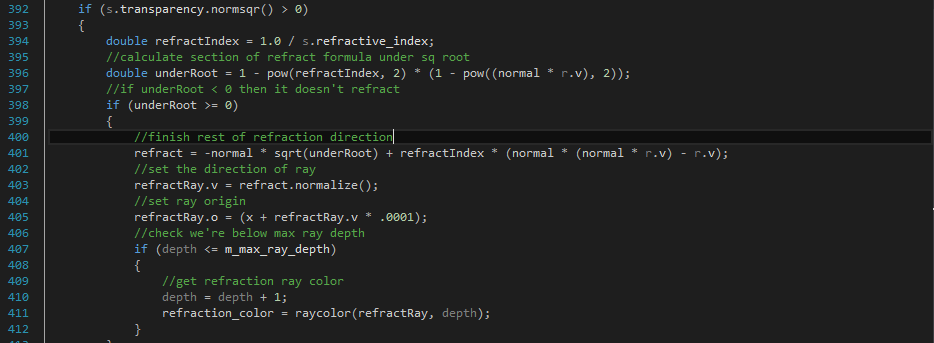 392 if (s.transparency.normsqr() > 0)
393 {
394 double refractIndex = 1.0 / s.refractive_index;
395 //calculate section of refract formula under sq root
396 double underRoot = 1 - pow(refractIndex, 2) * (1 - pow((normal * r.v), 2));
397 //if underRoot < 0 then it doesn't refract
398 if (underRoot >= 0)
399 {
400 //finish rest of refraction direction
401 refract = -normal * sqrt(underRoot) + refractIndex * (normal * (normal * r.v) - r.v);
402 //set the direction of ray
403 refractRay.v = refract.normalize();
404 //set ray origin
405 refractRay.o = (x + refractRay.v * .0001);
406 //check we're below max ray depth
407 if (depth <= m_max_ray_depth)
408 {
409 //get refraction ray color
410 depth = depth + 1;
411 refraction_color = raycolor(refractRay, depth);
412 }
413 }